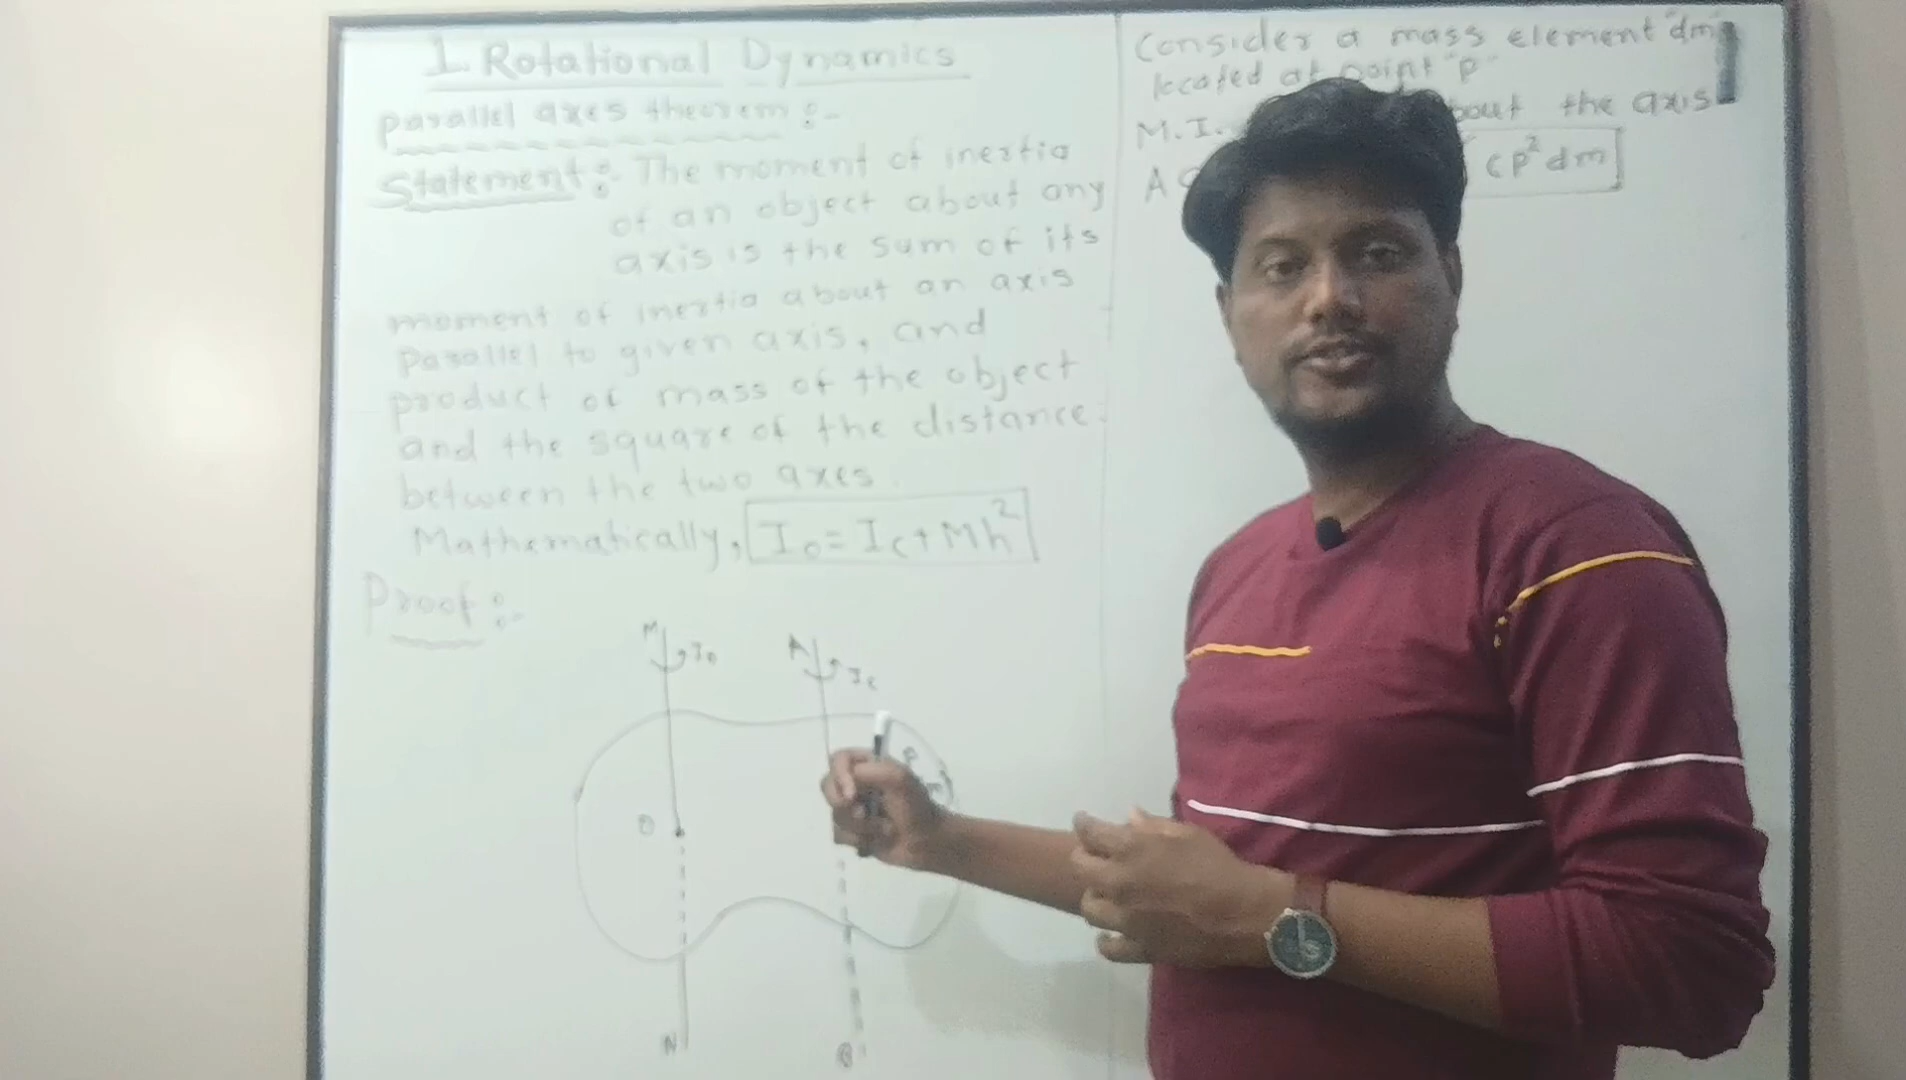 1. Rotational Dynamics
parallel axes theorem :-
Statement :- The moment of inertia
of an object about any
axis is the sum of its
moment of inertia about an axis
parallel to given axis, and
product of mass of the object
and the square of the distance
between the two axes.
Mathematically, I₀ = Ic + Mh²
Proof :-
M I₀ A Ic
P
O
N B
Consider a mass element "dm"
located at point "P"
M.I. about the axis
A CP² dm